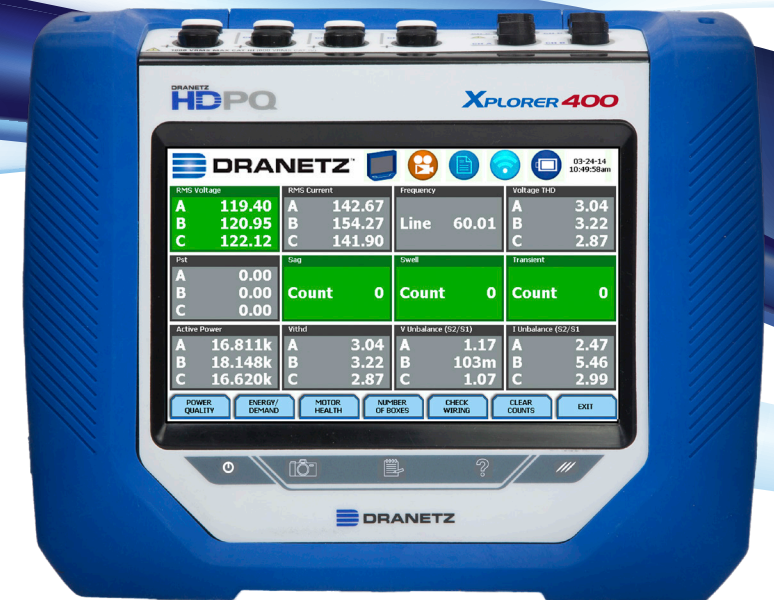 DRANETZ
HDPQ
XPLORER 400
DRANETZ
03-24-14
10:49:58am
RMS Voltage
A 119.40
B 120.95
C 122.12
RMS Current
A 142.67
B 154.27
C 141.90
Frequency
Line 60.01
Voltage THD
A 3.04
B 3.22
C 2.87
Pst
A 0.00
B 0.00
C 0.00
Sag
Count 0
Swell
Count 0
Transient
Count 0
Active Power
A 16.811k
B 18.148k
C 16.620k
Vithd
A 3.04
B 3.22
C 2.87
V Unbalance (S2/S1)
A 1.17
B 103m
C 1.07
I Unbalance (S2/S1
A 2.47
B 5.46
C 2.99
POWER
QUALITY
ENERGY/
DEMAND
MOTOR
HEALTH
NUMBER
OF BOXES
CHECK
WIRING
CLEAR
COUNTS
EXIT
?
DRANETZ